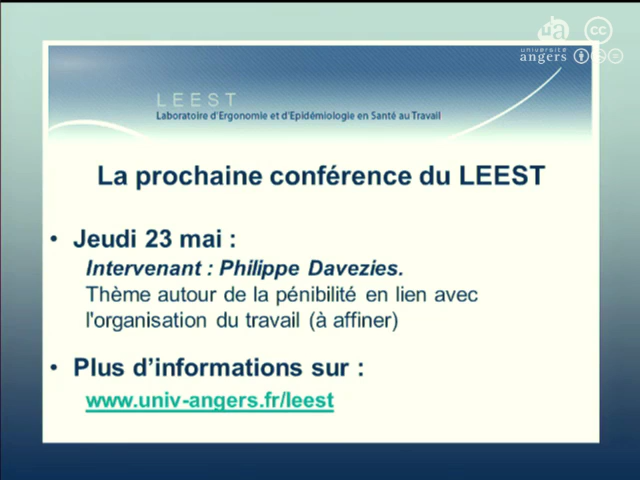 ua
cc
université
angers
LEEST
Laboratoire d'Ergonomie et d'Epidémiologie en Santé au Travail
La prochaine conférence du LEEST
• Jeudi 23 mai :
Intervenant : Philippe Davezies.
Thème autour de la pénibilité en lien avec
l'organisation du travail (à affiner)
• Plus d’informations sur :
www.univ-angers.fr/leest